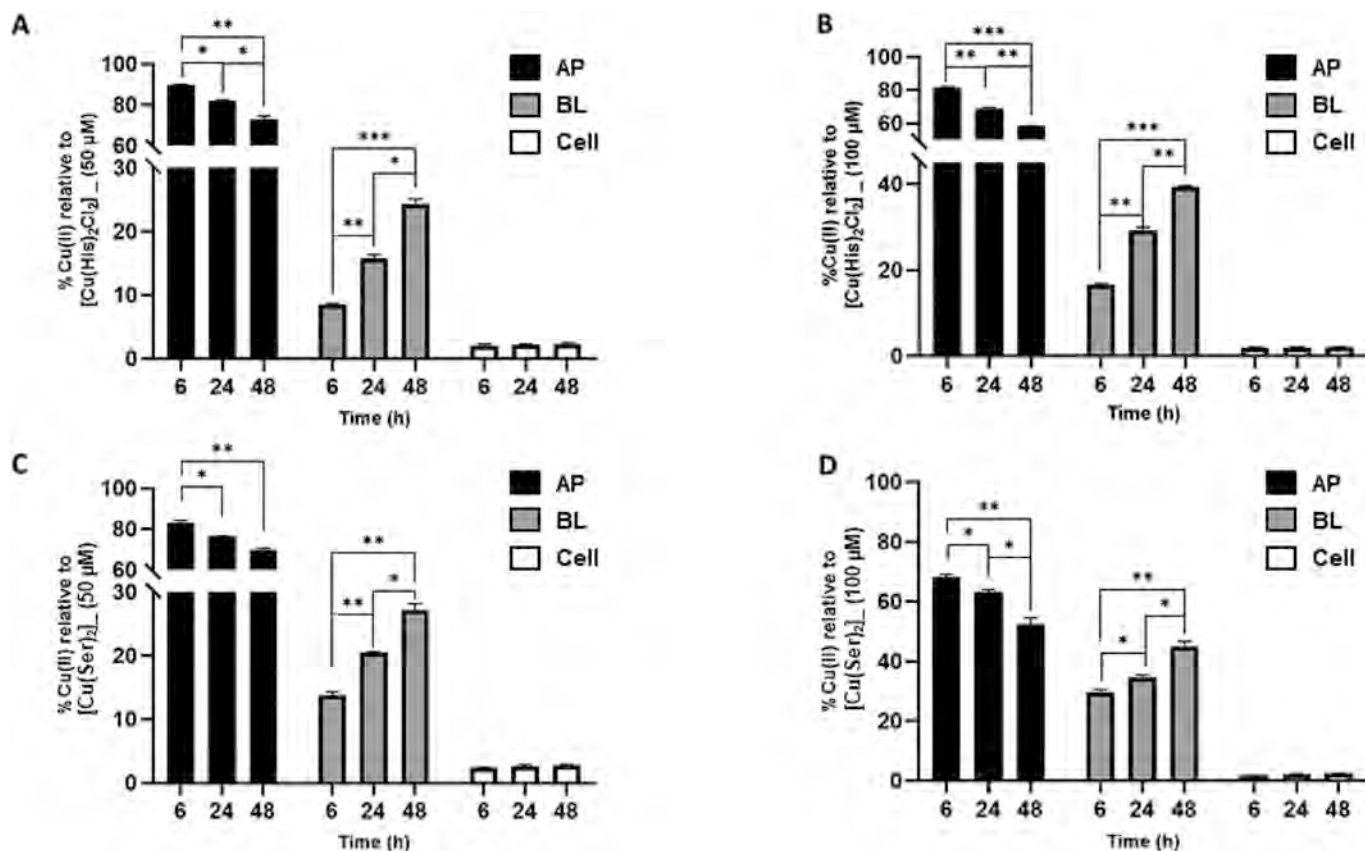 A
% Cu(II) relative to
[Cu(His)₂Cl₂]_ (50 µM)
100
80
60
30
20
10
0
**
* *
***
*
**
AP
BL
Cell
6 24 48 6 24 48 6 24 48
Time (h)
B
%Cu(II) relative to
[Cu(His)₂Cl₂]_ (100 µM)
100
80
60
40
20
0
***
** **
***
**
**
AP
BL
Cell
6 24 48 6 24 48 6 24 48
Time (h)
C
% Cu(II) relative to
[Cu(Ser)₂]_ (50 µM)
100
80
60
30
20
10
0
**
*
**
*
**
AP
BL
Cell
6 24 48 6 24 48 6 24 48
Time (h)
D
% Cu(II) relative to
[Cu(Ser)₂]_ (100 µM)
100
80
60
40
20
0
**
* *
**
*
*
AP
BL
Cell
6 24 48 6 24 48 6 24 48
Time (h)